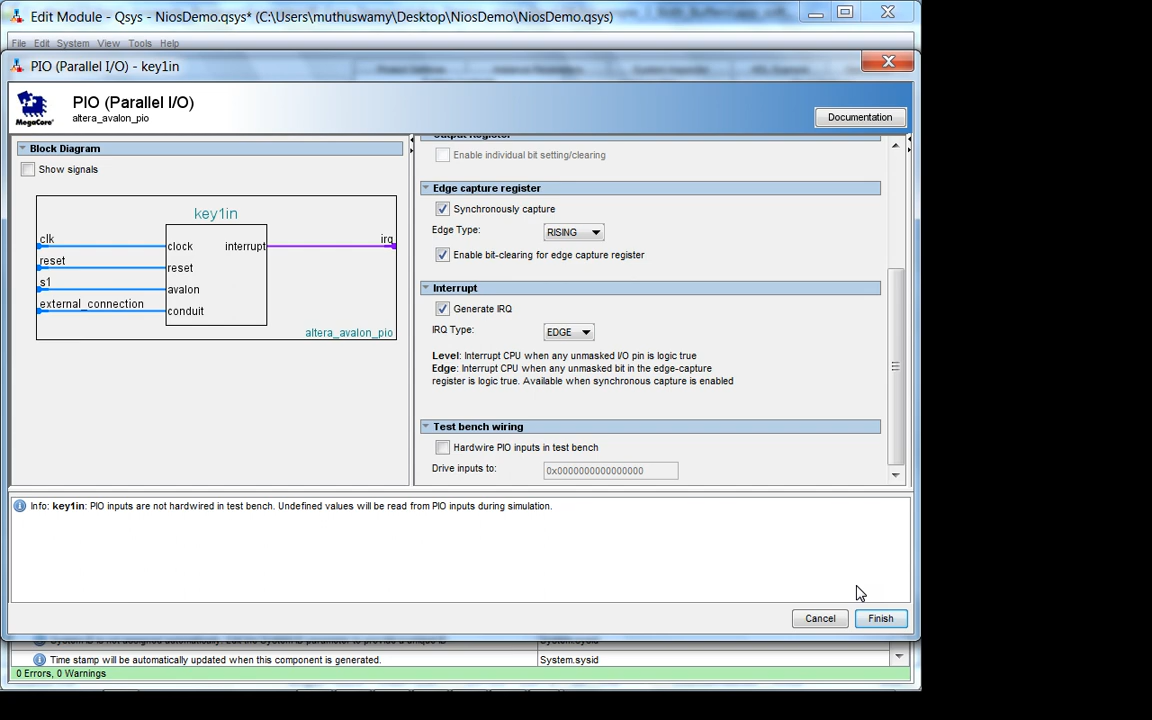 Edit Module - Qsys - NiosDemo.qsys* (C:\Users\muthuswamy\Desktop\NiosDemo\NiosDemo.qsys)
File Edit System View Tools Help
PIO (Parallel I/O) - key1in
MegaCore
PIO (Parallel I/O)
altera_avalon_pio
Documentation
Block Diagram
Show signals
key1in
clk
clock
interrupt
irq
reset
reset
s1
avalon
external_connection
conduit
altera_avalon_pio
Output Register
Enable individual bit setting/clearing
Edge capture register
Synchronously capture
Edge Type:
RISING
Enable bit-clearing for edge capture register
Interrupt
Generate IRQ
IRQ Type:
EDGE
Level: Interrupt CPU when any unmasked I/O pin is logic true
Edge: Interrupt CPU when any unmasked bit in the edge-capture
register is logic true. Available when synchronous capture is enabled
Test bench wiring
Hardwire PIO inputs in test bench
Drive inputs to:
0x0000000000000000
Info: key1in: PIO inputs are not hardwired in test bench. Undefined values will be read from PIO inputs during simulation.
Cancel
Finish
System.sysid
Time stamp will be automatically updated when this component is generated.
System.sysid
0 Errors, 0 Warnings